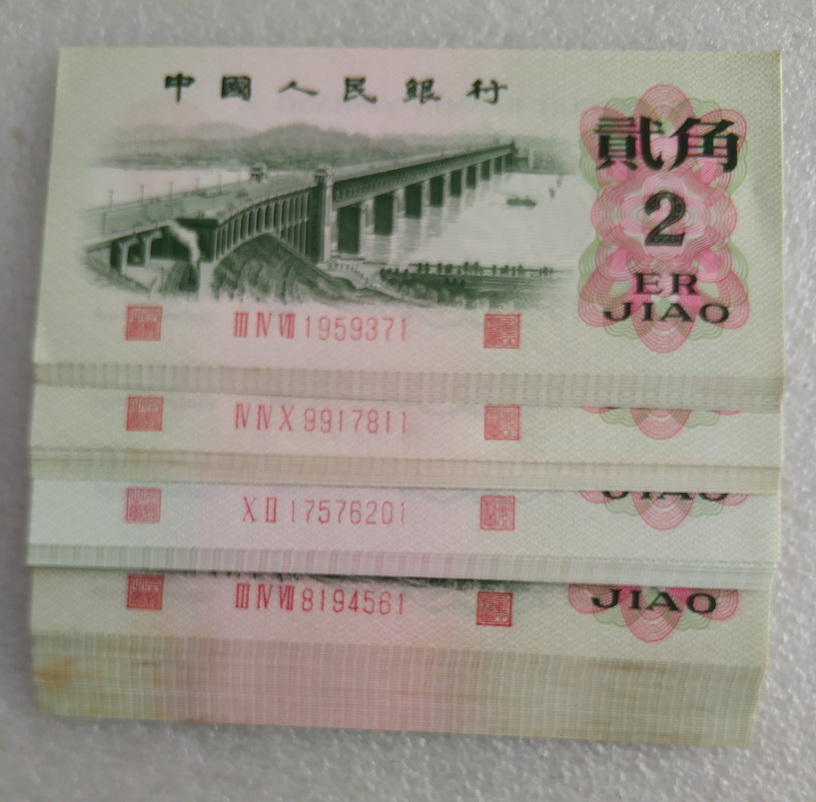 中國人民銀行
貳角
2
ER
JIAO
III IV VII 1959371
IV IV X 9917811
JIAO
X II 17576201
III IV VII 8194561
JIAO